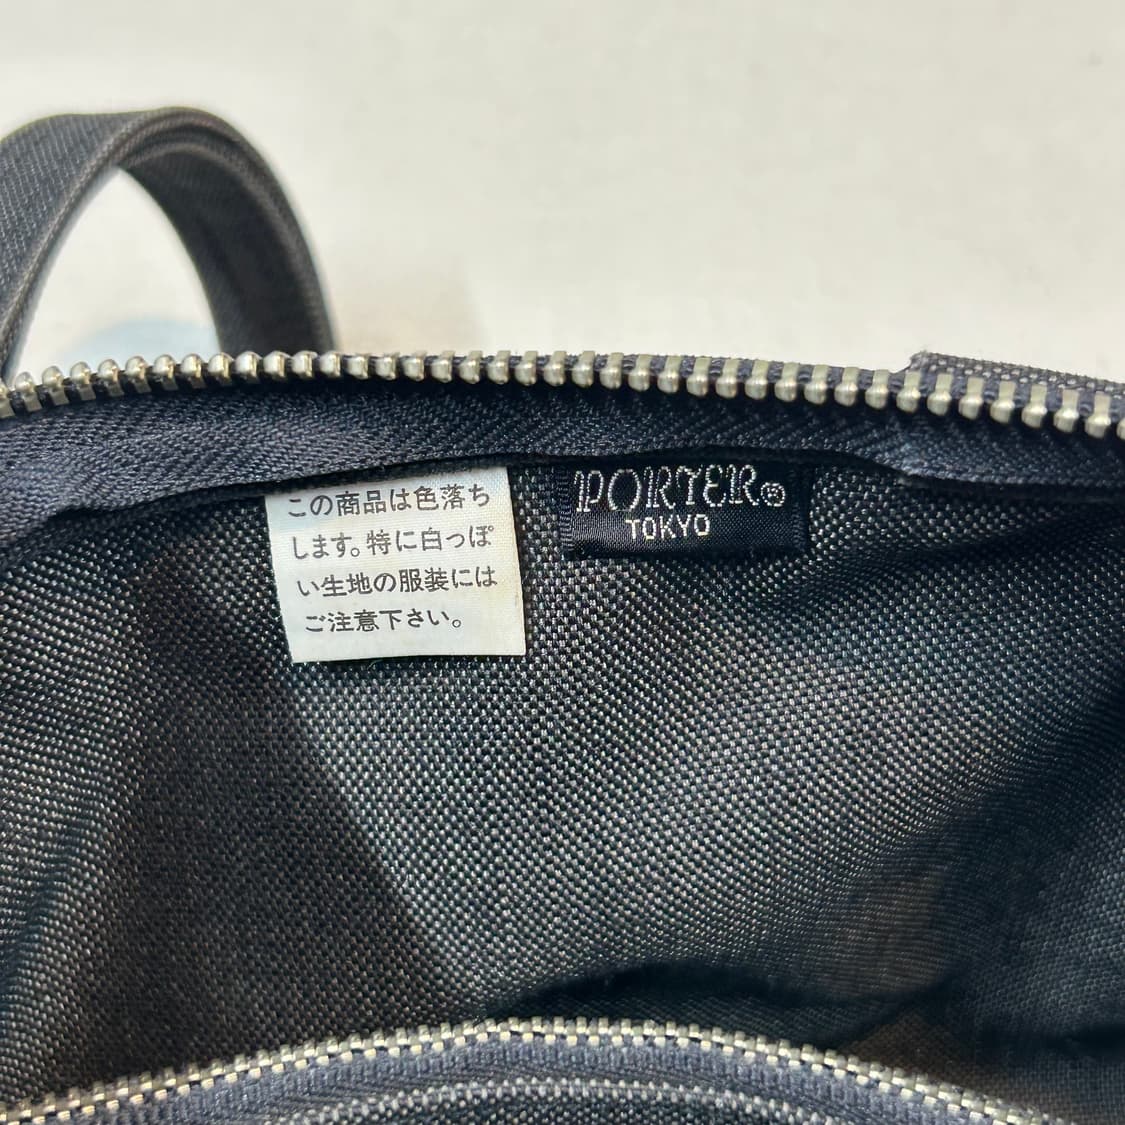 この商品は色落ち
します。特に白っぽ
い生地の服装には
ご注意下さい。
PORTER®
TOKYO